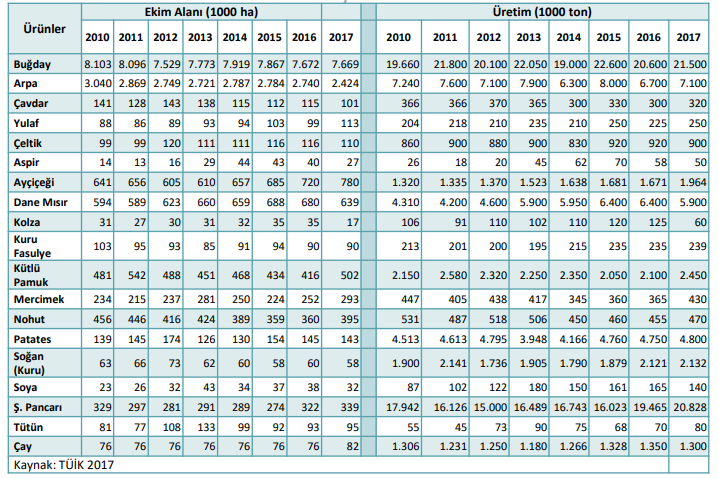 Ürünler Ekim Alanı (1000 ha) Üretim (1000 ton)
2010 2011 2012 2013 2014 2015 2016 2017 2010 2011 2012 2013 2014 2015 2016 2017
Buğday 8.103 8.096 7.529 7.773 7.919 7.867 7.672 7.669 19.660 21.800 20.100 22.050 19.000 22.600 20.600 21.500
Arpa 3.040 2.869 2.749 2.721 2.787 2.784 2.740 2.424 7.240 7.600 7.100 7.900 6.300 8.000 6.700 7.100
Çavdar 141 128 143 138 115 112 115 101 366 366 370 365 300 330 300 320
Yulaf 88 86 89 93 94 103 99 113 204 218 210 235 210 250 225 250
Çeltik 99 99 120 111 111 116 116 110 860 900 880 900 830 920 920 900
Aspir 14 13 16 29 44 43 40 27 26 18 20 45 62 70 58 50
Ayçiçeği 641 656 605 610 657 685 720 780 1.320 1.335 1.370 1.523 1.638 1.681 1.671 1.964
Dane Mısır 594 589 623 660 659 688 680 639 4.310 4.200 4.600 5.900 5.950 6.400 6.400 5.900
Kolza 31 27 30 31 32 35 35 17 106 91 110 102 110 120 125 60
Kuru
Fasulye 103 95 93 85 91 94 90 90 213 201 200 195 215 235 235 239
Kütlü
Pamuk 481 542 488 451 468 434 416 502 2.150 2.580 2.320 2.250 2.350 2.050 2.100 2.450
Mercimek 234 215 237 281 250 224 252 293 447 405 438 417 345 360 365 430
Nohut 456 446 416 424 389 359 360 395 531 487 518 506 450 460 455 470
Patates 139 145 174 126 130 154 145 143 4.513 4.613 4.795 3.948 4.166 4.760 4.750 4.800
Soğan
(Kuru) 63 66 73 62 60 58 60 58 1.900 2.141 1.736 1.905 1.790 1.879 2.121 2.132
Soya 23 26 32 43 34 37 38 32 87 102 122 180 150 161 165 140
Ş. Pancarı 329 297 281 291 289 274 322 339 17.942 16.126 15.000 16.489 16.743 16.023 19.465 20.828
Tütün 81 77 108 133 99 92 93 95 55 45 73 90 75 68 70 80
Çay 76 76 76 76 76 76 76 82 1.306 1.231 1.250 1.180 1.266 1.328 1.350 1.300
Kaynak: TÜİK 2017